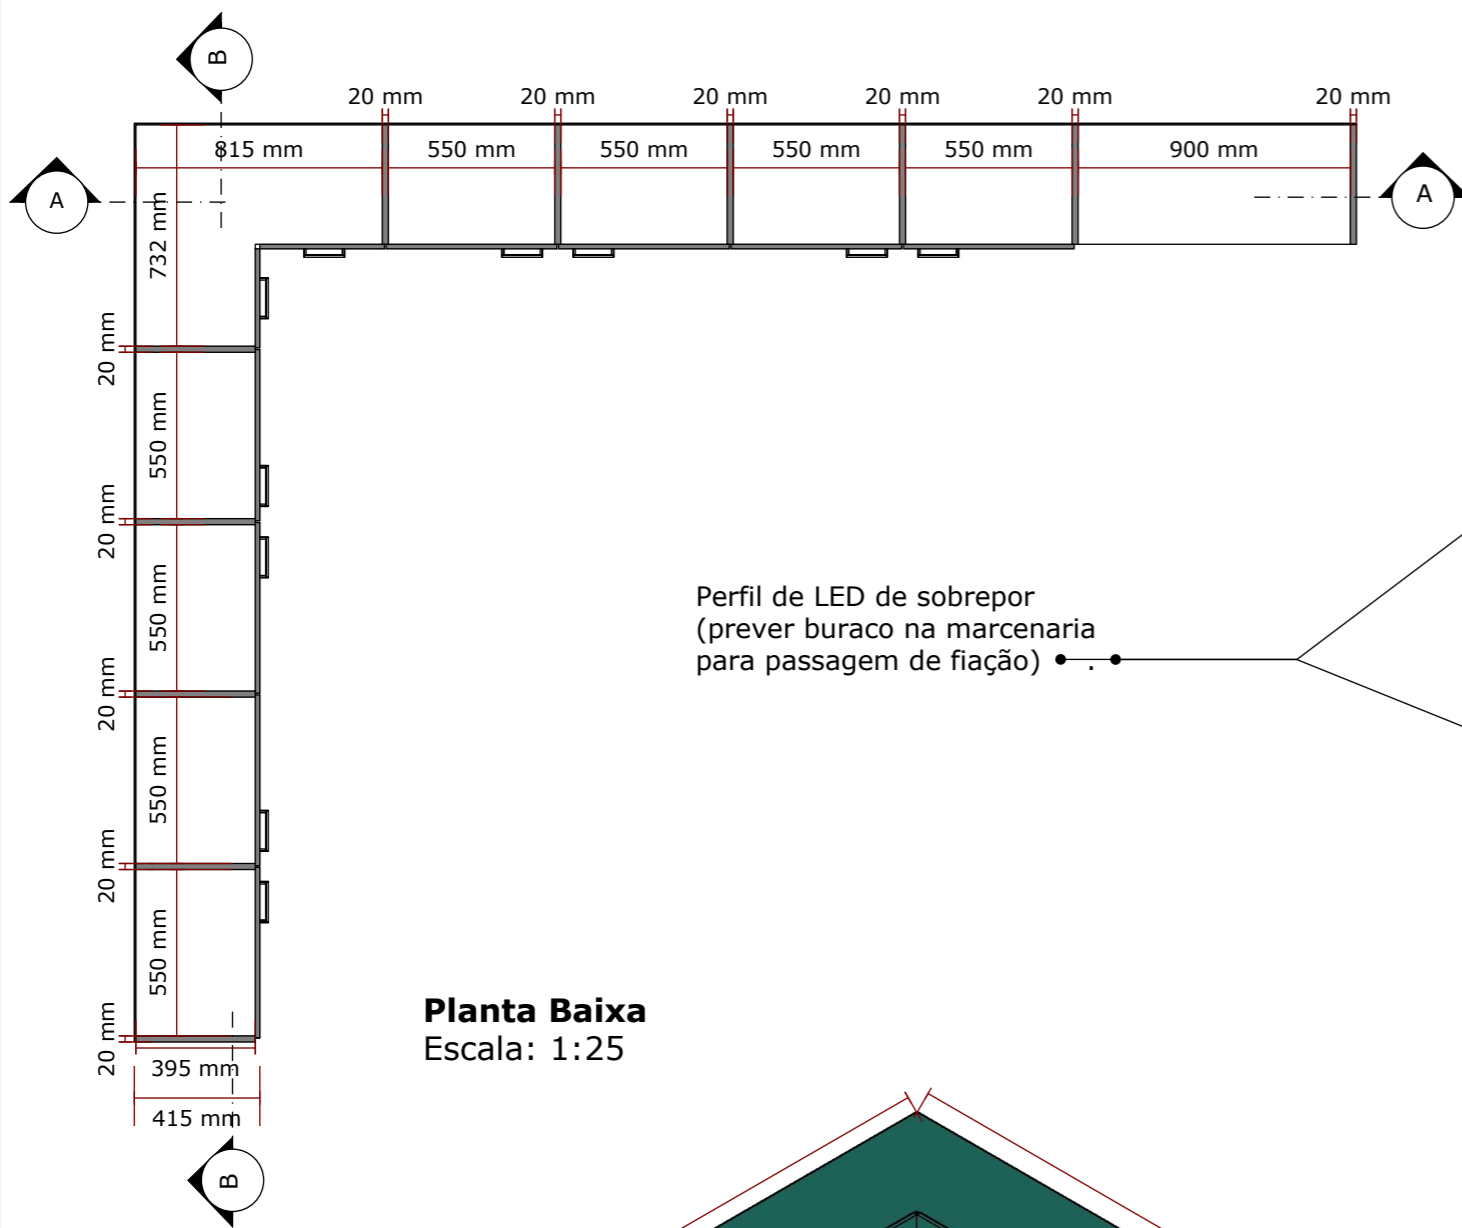 B
20 mm
20 mm
20 mm
20 mm
20 mm
20 mm
815 mm
550 mm
550 mm
550 mm
550 mm
900 mm
A
A
732 mm
20 mm
550 mm
20 mm
550 mm
20 mm
550 mm
20 mm
550 mm
20 mm
395 mm
415 mm
B
Perfil de LED de sobrepor
(prever buraco na marcenaria
para passagem de fiação) .
Planta Baixa
Escala: 1:25